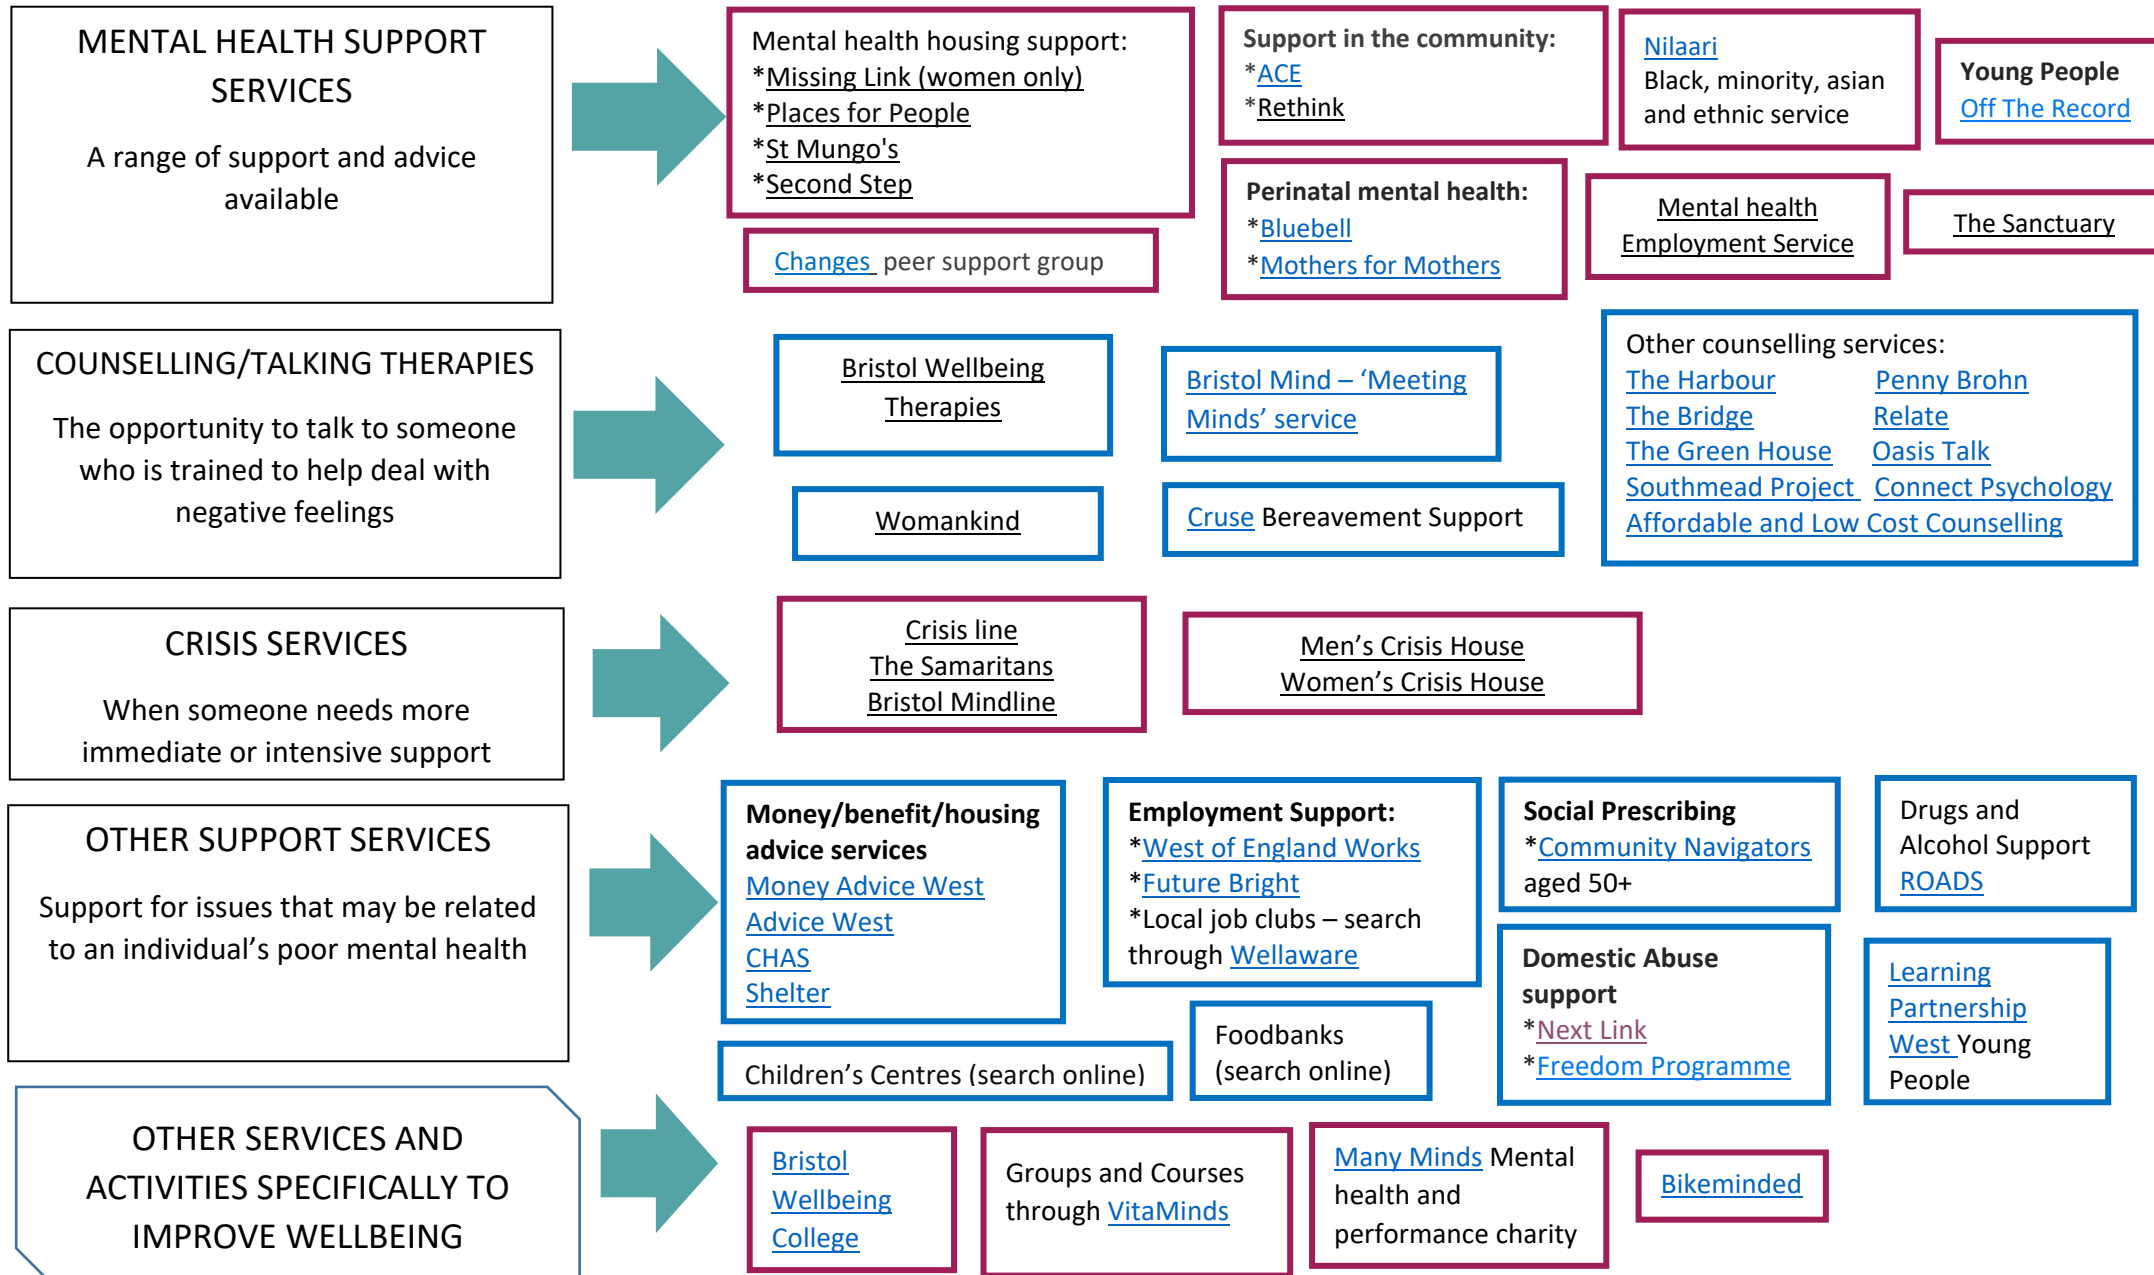 MENTAL HEALTH SUPPORT
SERVICES
A range of support and advice
available
Mental health housing support:
*Missing Link (women only)
*Places for People
*St Mungo's
*Second Step
Support in the community:
*ACE
*Rethink
Nilaari
Black, minority, asian
and ethnic service
Young People
Off The Record
Changes  peer support group
Perinatal mental health:
*Bluebell
*Mothers for Mothers
Mental health
Employment Service
The Sanctuary
COUNSELLING/TALKING THERAPIES
The opportunity to talk to someone
who is trained to help deal with
negative feelings
Bristol Wellbeing
Therapies
Bristol Mind – ‘Meeting
Minds’ service
Womankind
Cruse Bereavement Support
Other counselling services:
The Harbour Penny Brohn
The Bridge Relate
The Green House Oasis Talk
Southmead Project Connect Psychology
Affordable and Low Cost Counselling
CRISIS SERVICES
When someone needs more
immediate or intensive support
Crisis line
The Samaritans
Bristol Mindline
Men’s Crisis House
Women’s Crisis House
OTHER SUPPORT SERVICES
Support for issues that may be related
to an individual’s poor mental health
Money/benefit/housing
advice services
Money Advice West
Advice West
CHAS
Shelter
Employment Support:
*West of England Works
*Future Bright
*Local job clubs – search
through Wellaware
Social Prescribing
*Community Navigators
aged 50+
Drugs and
Alcohol Support
ROADS
Children’s Centres (search online)
Foodbanks
(search online)
Domestic Abuse
support
*Next Link
*Freedom Programme
Learning
Partnership
West Young
People
OTHER SERVICES AND
ACTIVITIES SPECIFICALLY TO
IMPROVE WELLBEING
Bristol
Wellbeing
College
Groups and Courses
through VitaMinds
Many Minds Mental
health and
performance charity
Bikeminded